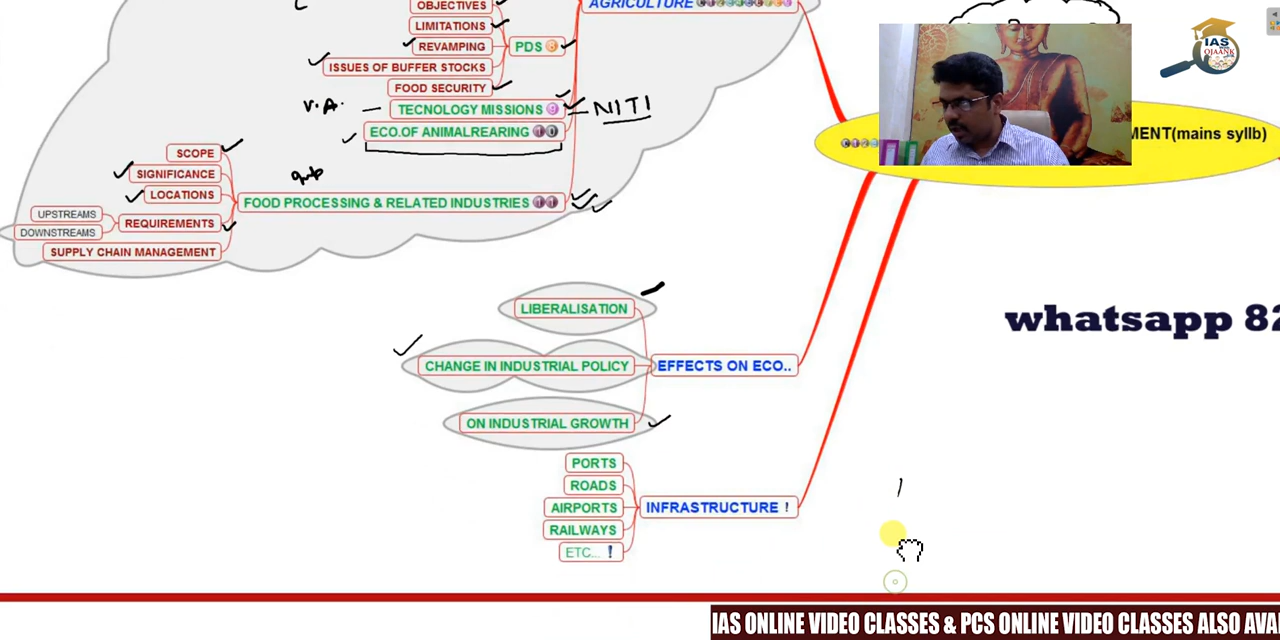 OBJECTIVES
AGRICULTURE
LIMITATIONS
REVAMPING
PDS
ISSUES OF BUFFER STOCKS
FOOD SECURITY
V.A.
TECNOLOGY MISSIONS
NITI
ECO.OF ANIMALREARING
SCOPE
SIGNIFICANCE
LOCATIONS
FOOD PROCESSING & RELATED INDUSTRIES
UPSTREAMS
REQUIREMENTS
DOWNSTREAMS
SUPPLY CHAIN MANAGEMENT
IAS
OJAANK
MENT(mains syllb)
whatsapp 82
LIBERALISATION
CHANGE IN INDUSTRIAL POLICY
EFFECTS ON ECO..
ON INDUSTRIAL GROWTH
PORTS
ROADS
AIRPORTS
INFRASTRUCTURE !
RAILWAYS
ETC... !
IAS ONLINE VIDEO CLASSES & PCS ONLINE VIDEO CLASSES ALSO AVA